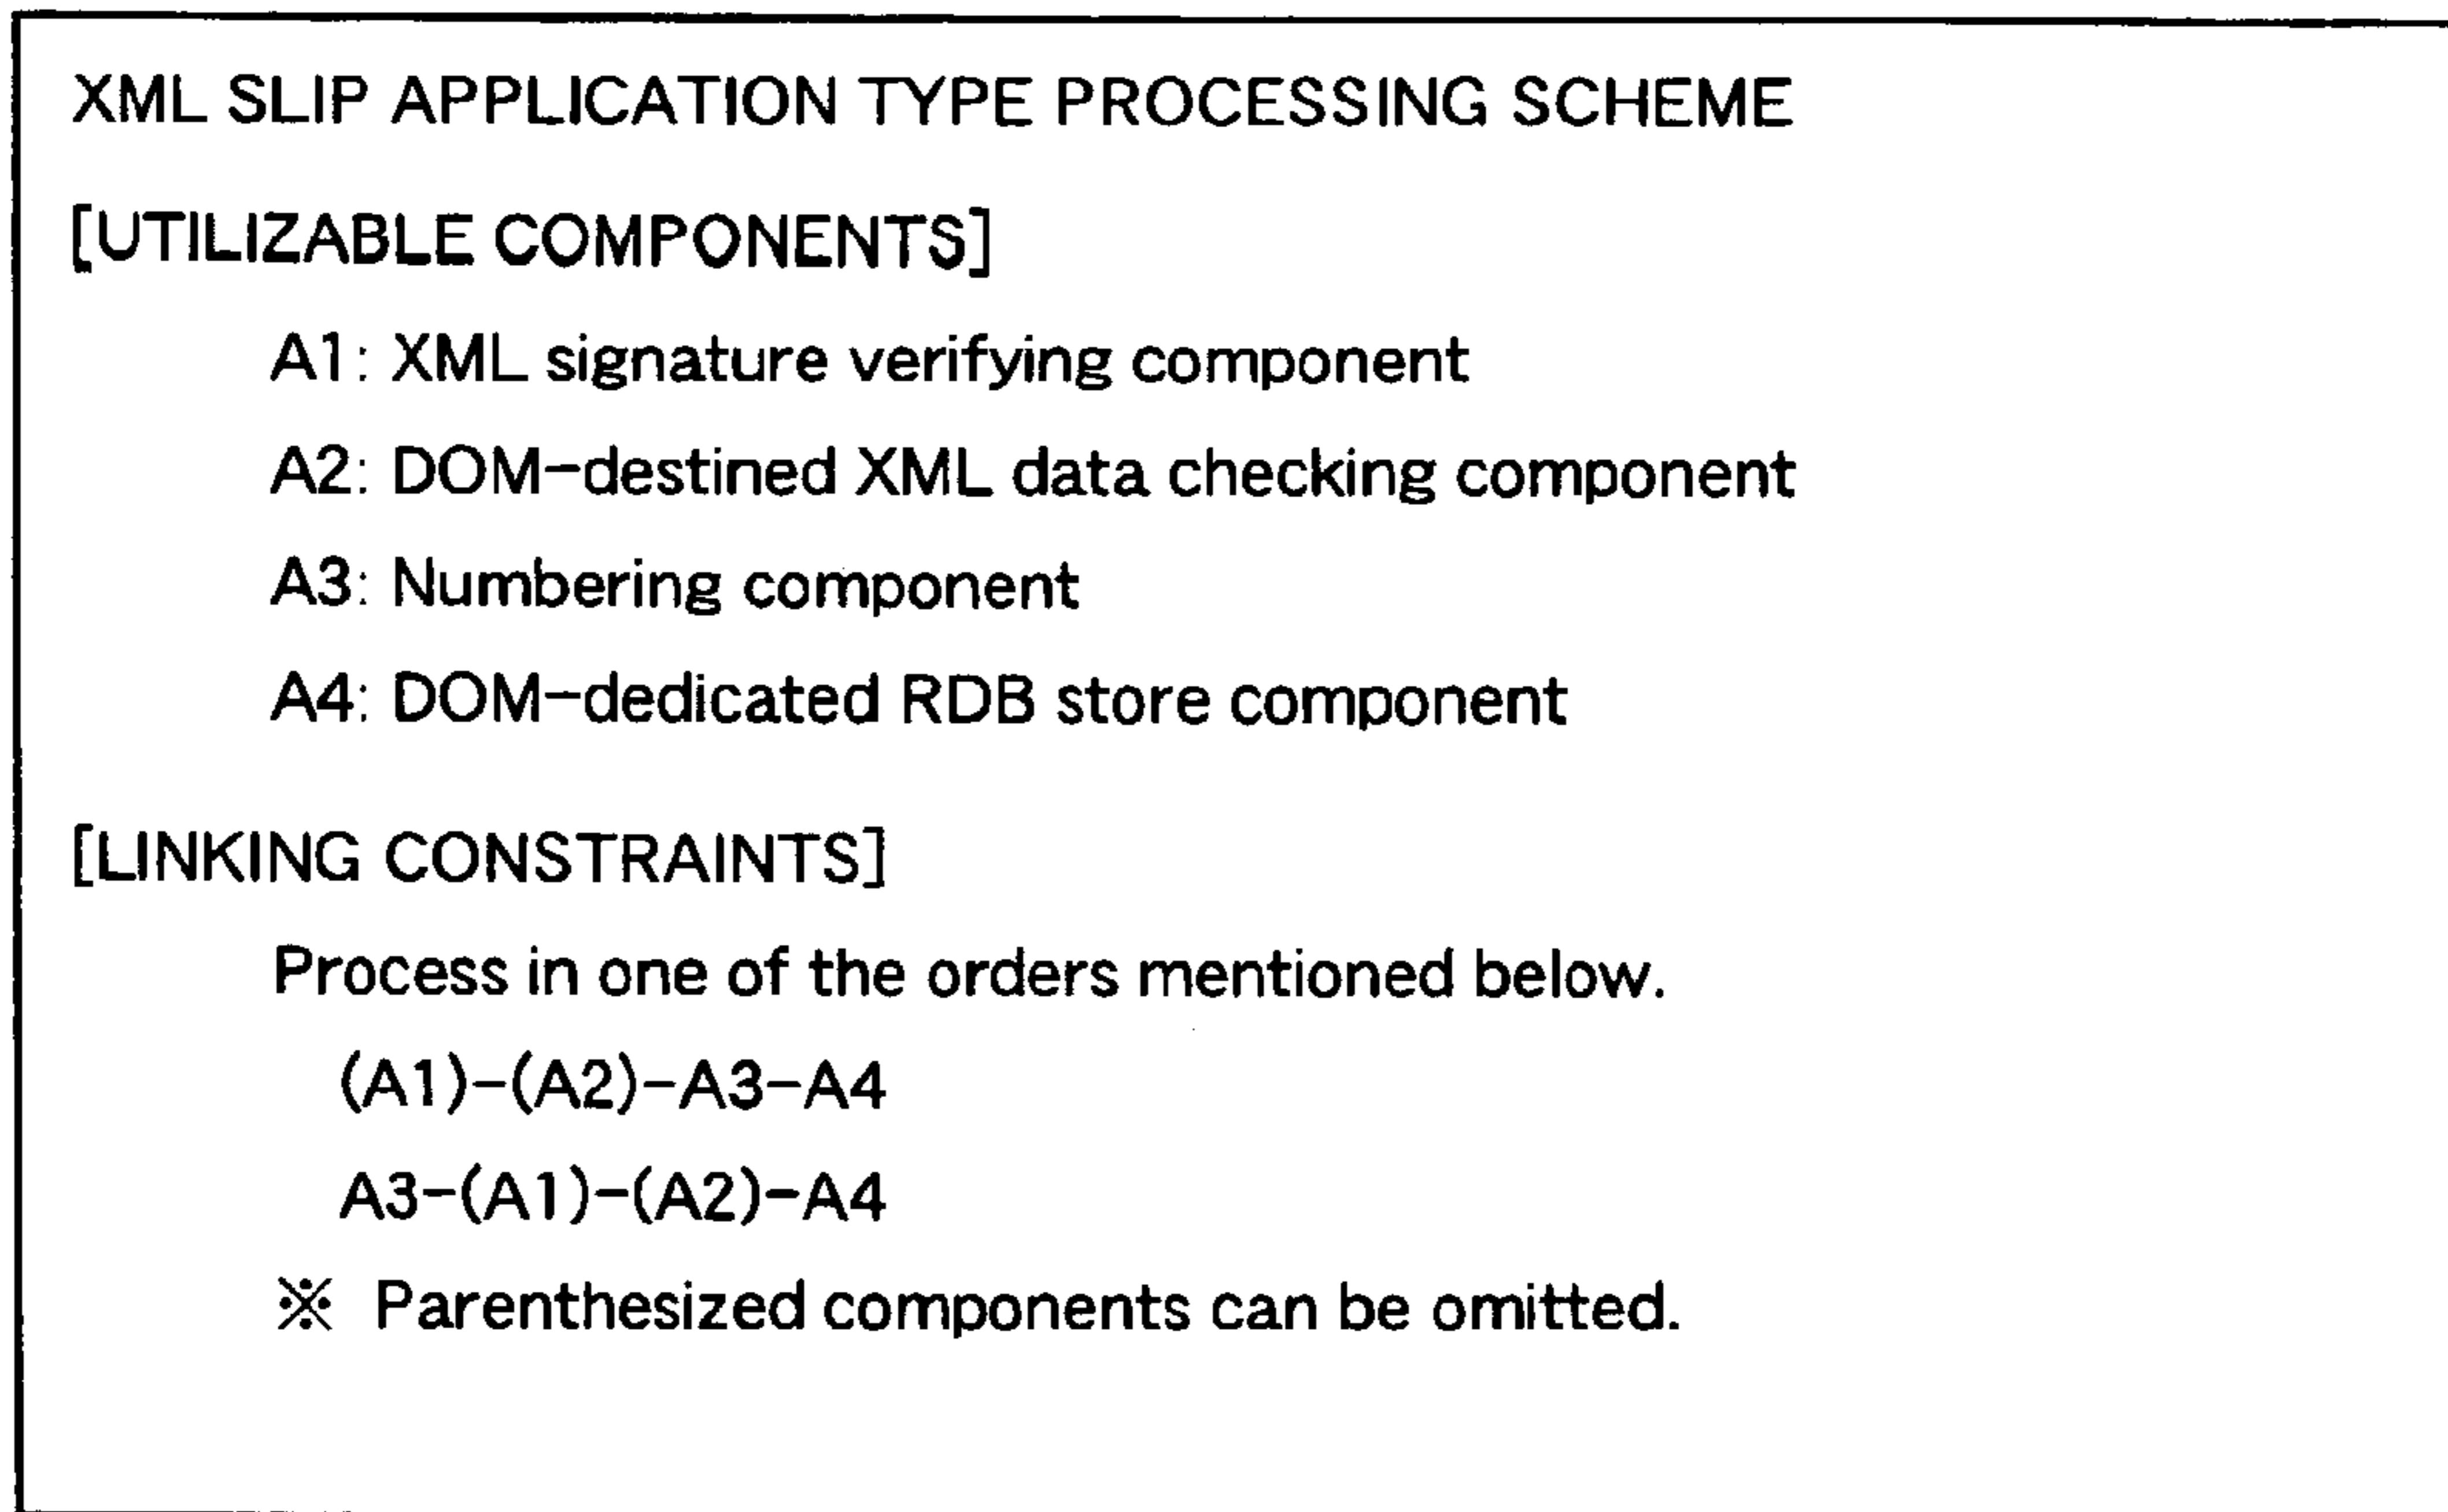 XML SLIP APPLICATION TYPE PROCESSING SCHEME
[UTILIZABLE COMPONENTS]
A1: XML signature verifying component
A2: DOM-destined XML data checking component
A3: Numbering component
A4: DOM-dedicated RDB store component
[LINKING CONSTRAINTS]
Process in one of the orders mentioned below.
(A1)-(A2)-A3-A4
A3-(A1)-(A2)-A4
※ Parenthesized components can be omitted.